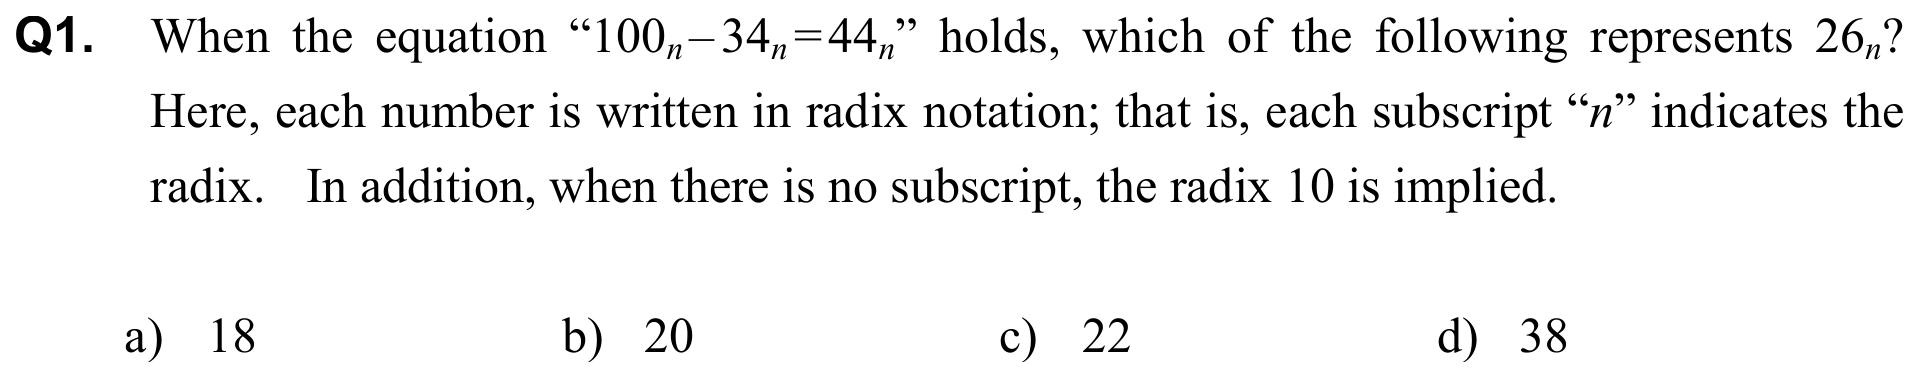 Q1. When the equation “100ₙ–34ₙ=44ₙ” holds, which of the following represents 26ₙ?
Here, each number is written in radix notation; that is, each subscript “n” indicates the
radix. In addition, when there is no subscript, the radix 10 is implied.
a) 18 b) 20 c) 22 d) 38